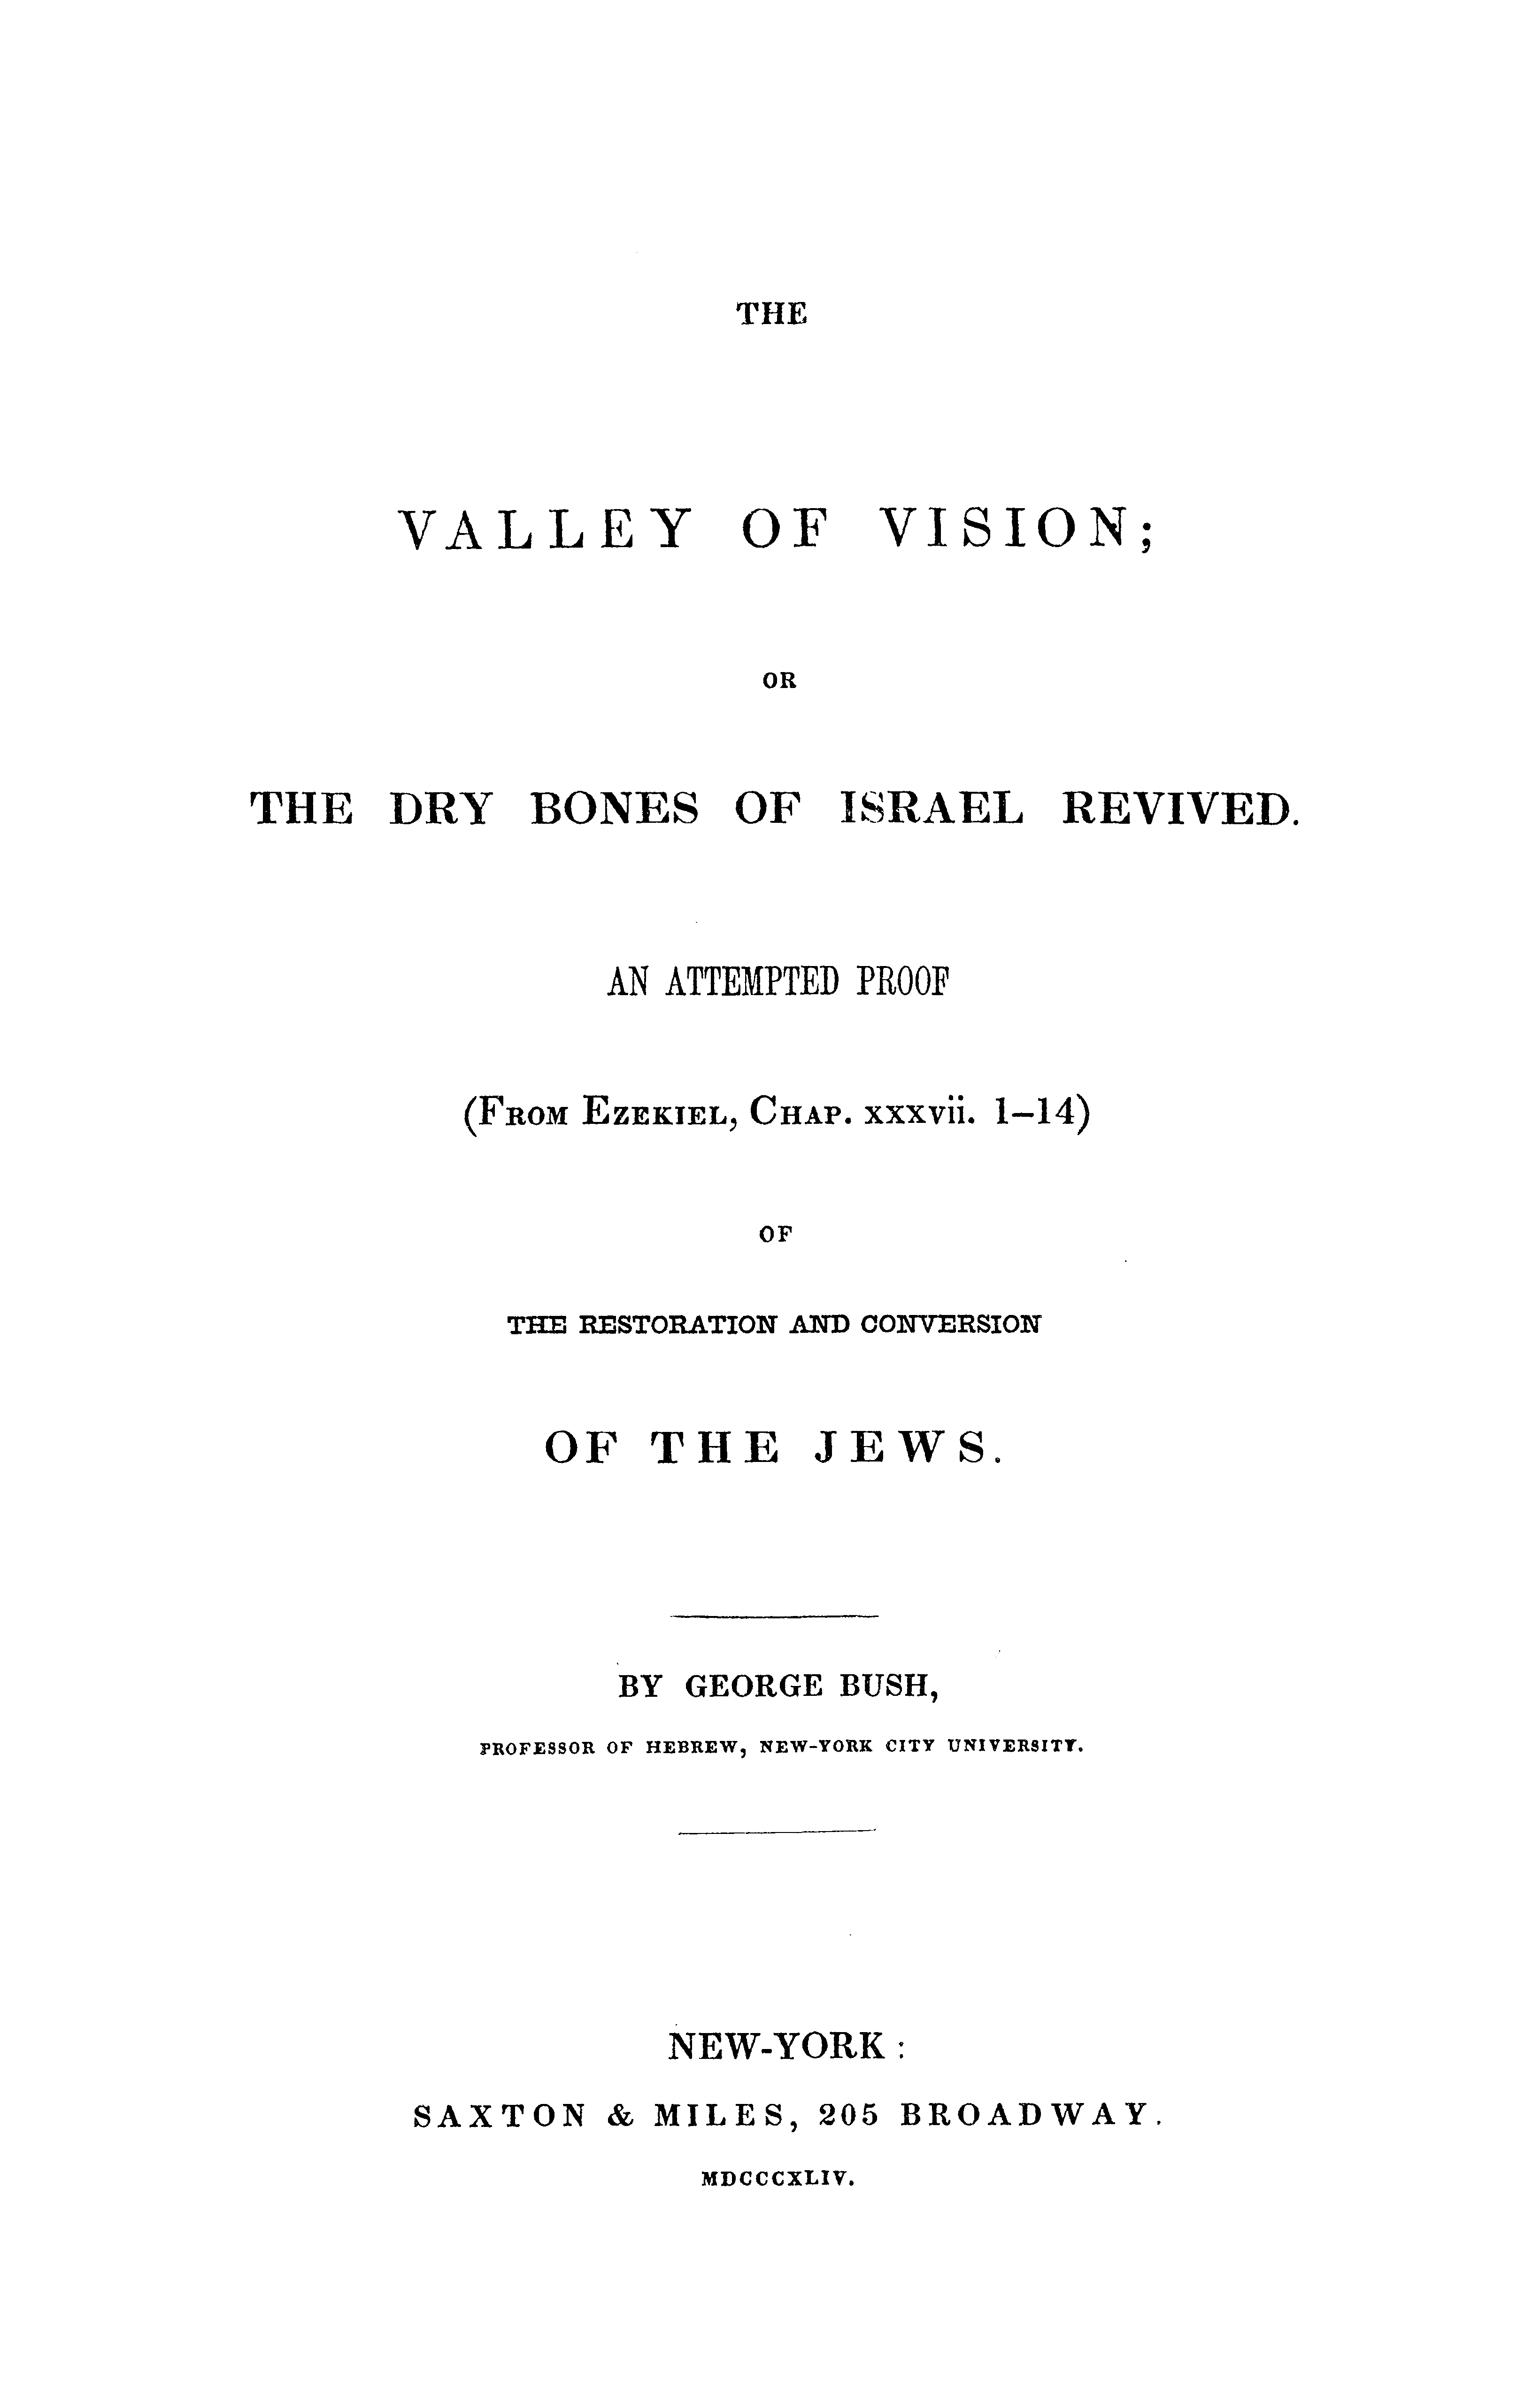 THE
VALLEY OF VISION;
OR
THE DRY BONES OF ISRAEL REVIVED.
AN ATTEMPTED PROOF
(FROM EZEKIEL, CHAP. xxxvii. 1–14)
OF
THE RESTORATION AND CONVERSION
OF THE JEWS.
BY GEORGE BUSH,
PROFESSOR OF HEBREW, NEW-YORK CITY UNIVERSITY.
NEW-YORK :
SAXTON & MILES, 205 BROADWAY.
MDCCCXLIV.